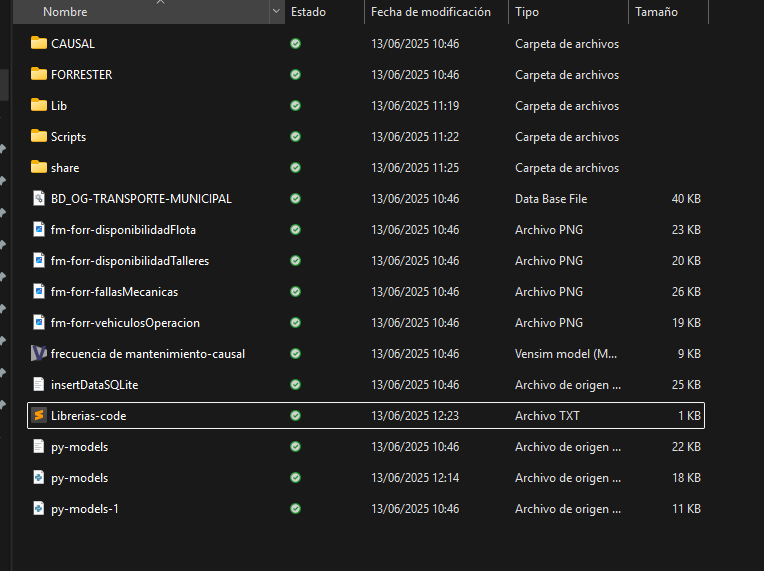 Nombre Estado Fecha de modificación Tipo Tamaño
CAUSAL 13/06/2025 10:46 Carpeta de archivos
FORRESTER 13/06/2025 10:46 Carpeta de archivos
Lib 13/06/2025 11:19 Carpeta de archivos
Scripts 13/06/2025 11:22 Carpeta de archivos
share 13/06/2025 11:25 Carpeta de archivos
BD_OG-TRANSPORTE-MUNICIPAL 13/06/2025 10:46 Data Base File 40 KB
fm-forr-disponibilidadFlota 13/06/2025 10:46 Archivo PNG 23 KB
fm-forr-disponibilidadTalleres 13/06/2025 10:46 Archivo PNG 20 KB
fm-forr-fallasMecanicas 13/06/2025 10:46 Archivo PNG 26 KB
fm-forr-vehiculosOperacion 13/06/2025 10:46 Archivo PNG 19 KB
frecuencia de mantenimiento-causal 13/06/2025 10:46 Vensim model (M... 9 KB
insertDataSQLite 13/06/2025 10:46 Archivo de origen ... 25 KB
Librerias-code 13/06/2025 12:23 Archivo TXT 1 KB
py-models 13/06/2025 10:46 Archivo de origen ... 22 KB
py-models 13/06/2025 12:14 Archivo de origen ... 18 KB
py-models-1 13/06/2025 10:46 Archivo de origen ... 11 KB